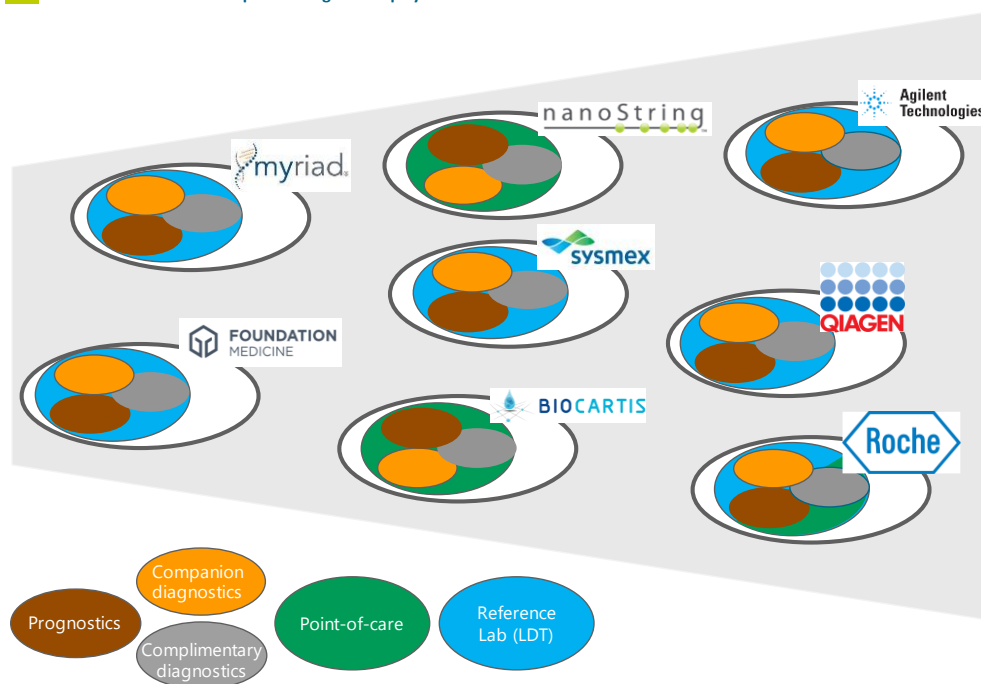 nanoString
Agilent
Technologies
myriad
sysmex
QIAGEN
FOUNDATION
MEDICINE
BIOCARTIS
Roche
Companion
diagnostics
Prognostics
Point-of-care
Reference
Lab (LDT)
Complimentary
diagnostics